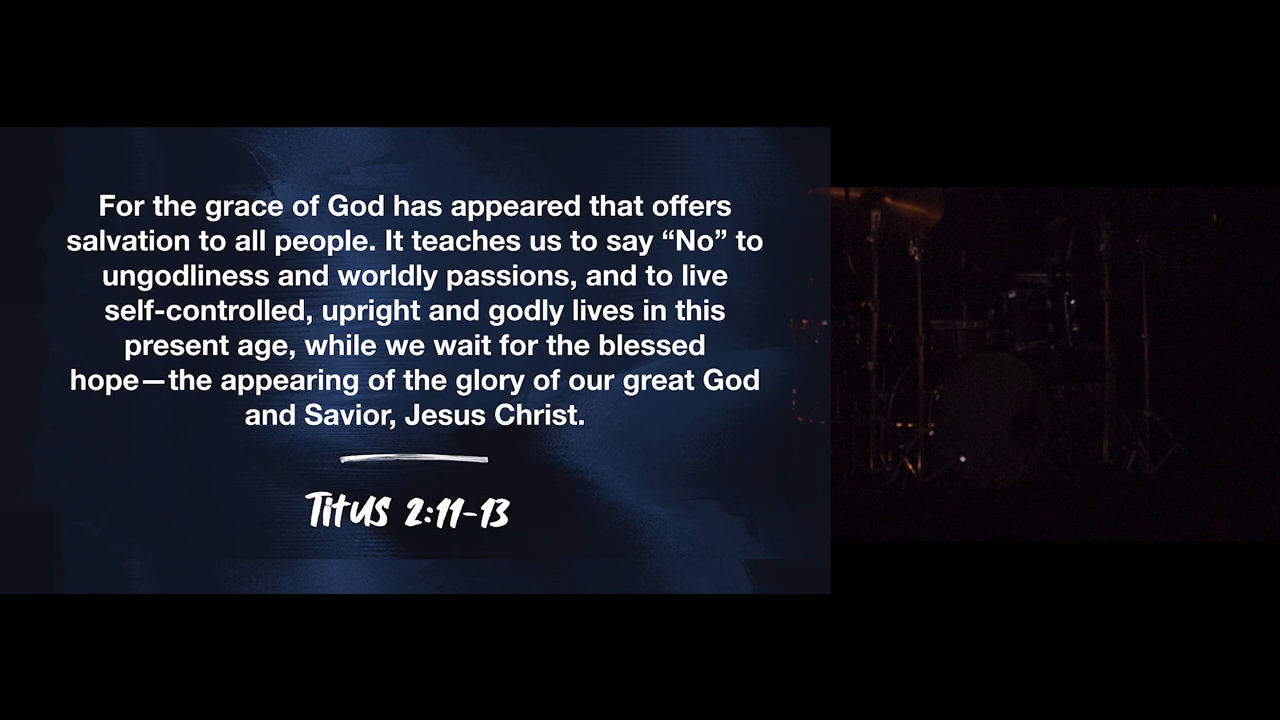 For the grace of God has appeared that offers
salvation to all people. It teaches us to say “No” to
ungodliness and worldly passions, and to live
self-controlled, upright and godly lives in this
present age, while we wait for the blessed
hope—the appearing of the glory of our great God
and Savior, Jesus Christ.
Titus 2:11-13